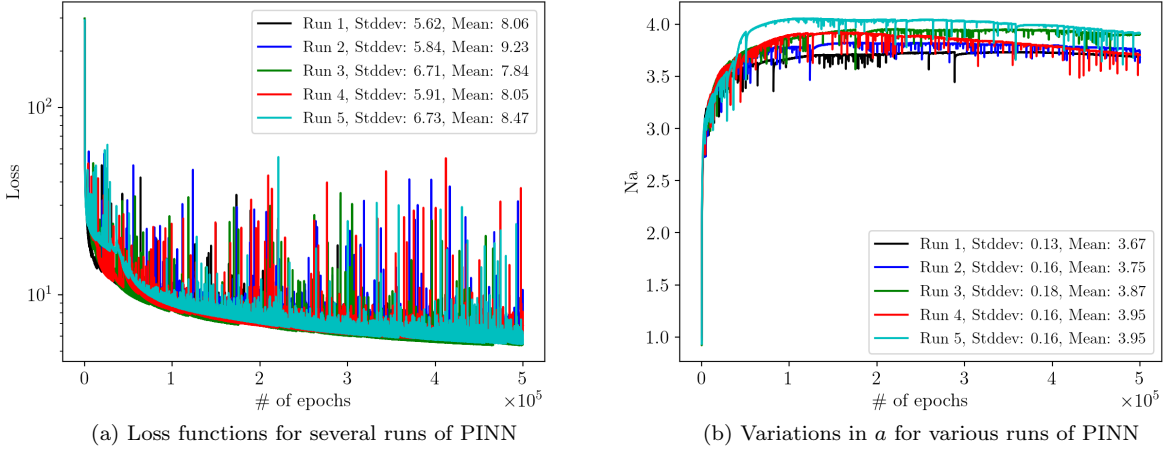 Run 1, Stddev: 5.62, Mean: 8.06
Run 2, Stddev: 5.84, Mean: 9.23
Run 3, Stddev: 6.71, Mean: 7.84
Run 4, Stddev: 5.91, Mean: 8.05
Run 5, Stddev: 6.73, Mean: 8.47
10²
10¹
Loss
0 1 2 3 4 5
# of epochs
×10⁵
(a) Loss functions for several runs of PINN
4.0
3.5
3.0
2.5
2.0
1.5
1.0
Na
Run 1, Stddev: 0.13, Mean: 3.67
Run 2, Stddev: 0.16, Mean: 3.75
Run 3, Stddev: 0.18, Mean: 3.87
Run 4, Stddev: 0.16, Mean: 3.95
Run 5, Stddev: 0.16, Mean: 3.95
0 1 2 3 4 5
# of epochs
×10⁵
(b) Variations in a for various runs of PINN